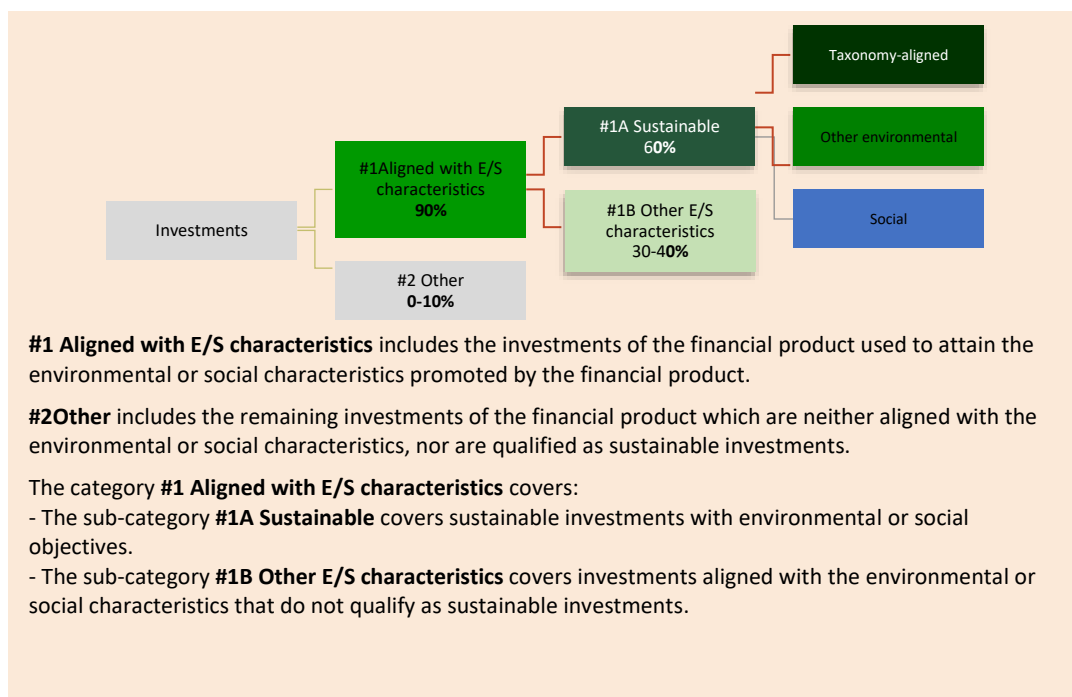 Taxonomy-aligned
#1A Sustainable
60%
Other environmental
#1Aligned with E/S
characteristics
90%
Investments
#1B Other E/S
characteristics
30-40%
Social
#2 Other
0-10%
#1 Aligned with E/S characteristics includes the investments of the financial product used to attain the
environmental or social characteristics promoted by the financial product.
#2Other includes the remaining investments of the financial product which are neither aligned with the
environmental or social characteristics, nor are qualified as sustainable investments.
The category #1 Aligned with E/S characteristics covers:
- The sub-category #1A Sustainable covers sustainable investments with environmental or social
objectives.
- The sub-category #1B Other E/S characteristics covers investments aligned with the environmental or
social characteristics that do not qualify as sustainable investments.